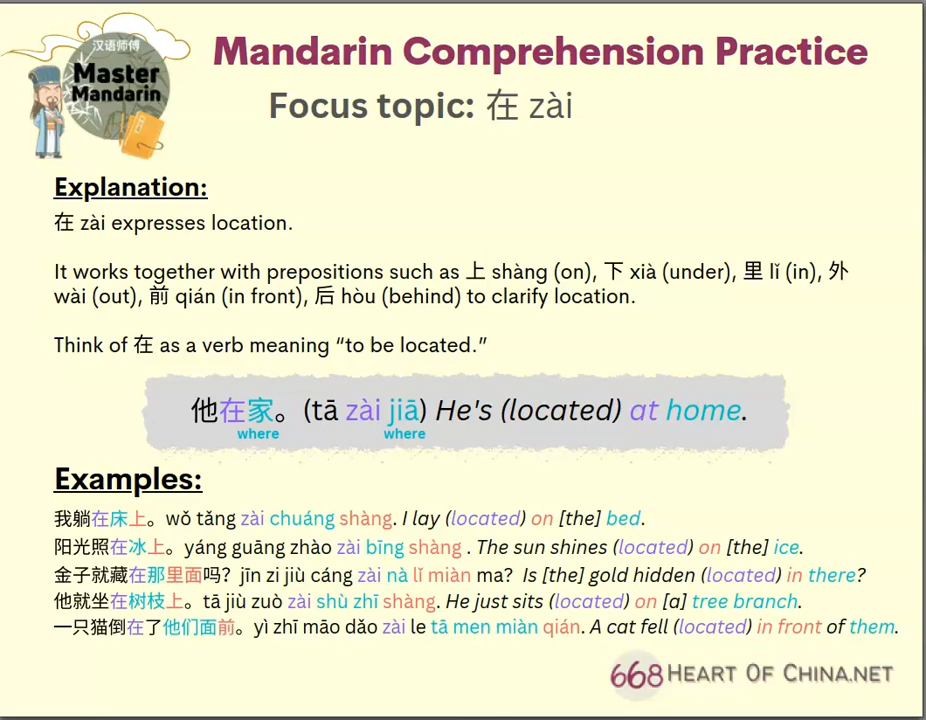 汉语师傅
Master
Mandarin
Mandarin Comprehension Practice
Focus topic: 在 zài
Explanation:
在 zài expresses location.
It works together with prepositions such as 上 shàng (on), 下 xià (under), 里 lǐ (in), 外
wài (out), 前 qián (in front), 后 hòu (behind) to clarify location.
Think of 在 as a verb meaning “to be located.”
他在家。(tā zài jiā) He's (located) at home.
where where
Examples:
我躺在床上。wǒ tǎng zài chuáng shàng. I lay (located) on [the] bed.
阳光照在冰上。yáng guāng zhào zài bīng shàng . The sun shines (located) on [the] ice.
金子就藏在那里面吗？jīn zi jiù cáng zài nà lǐ miàn ma? Is [the] gold hidden (located) in there?
他就坐在树枝上。tā jiù zuò zài shù zhī shàng. He just sits (located) on [a] tree branch.
一只猫倒在了他们面前。yì zhī māo dǎo zài le tā men miàn qián. A cat fell (located) in front of them.
668 HEART OF CHINA.NET